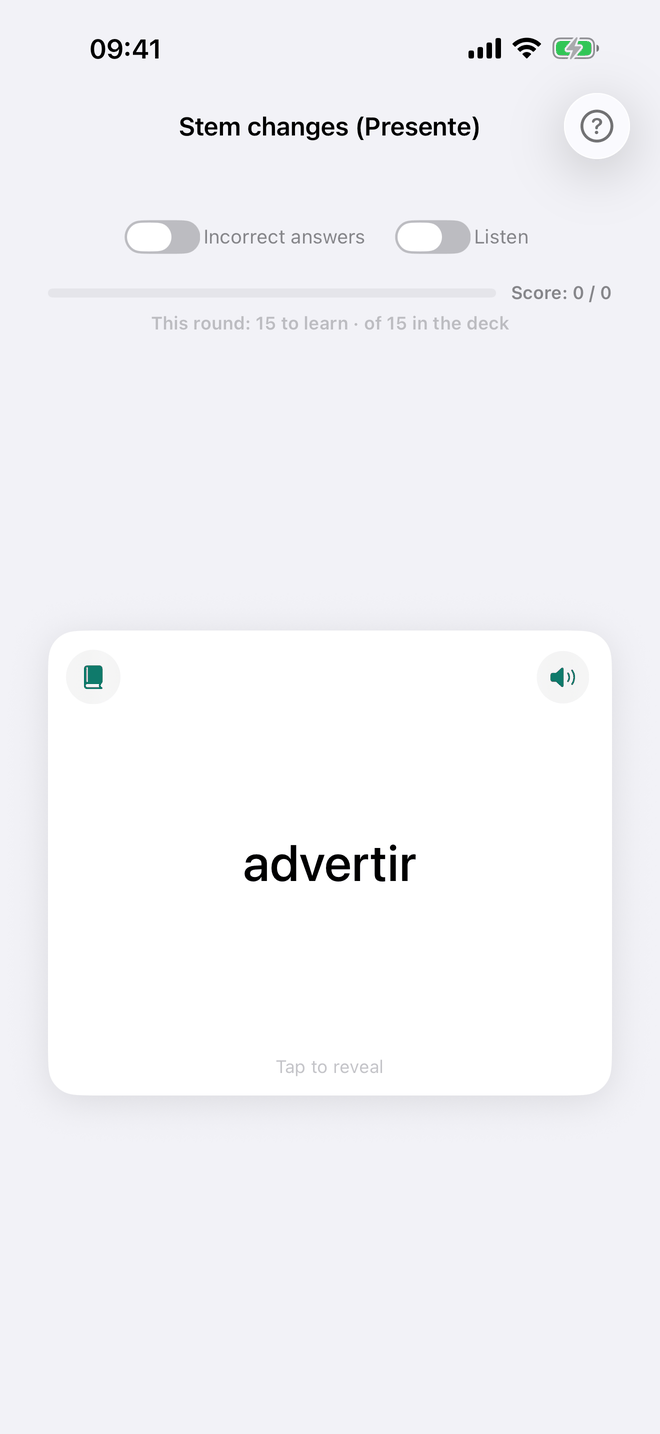 09:41
Stem changes (Presente)
Incorrect answers
Listen
Score: 0 / 0
This round: 15 to learn · of 15 in the deck
advertir
Tap to reveal